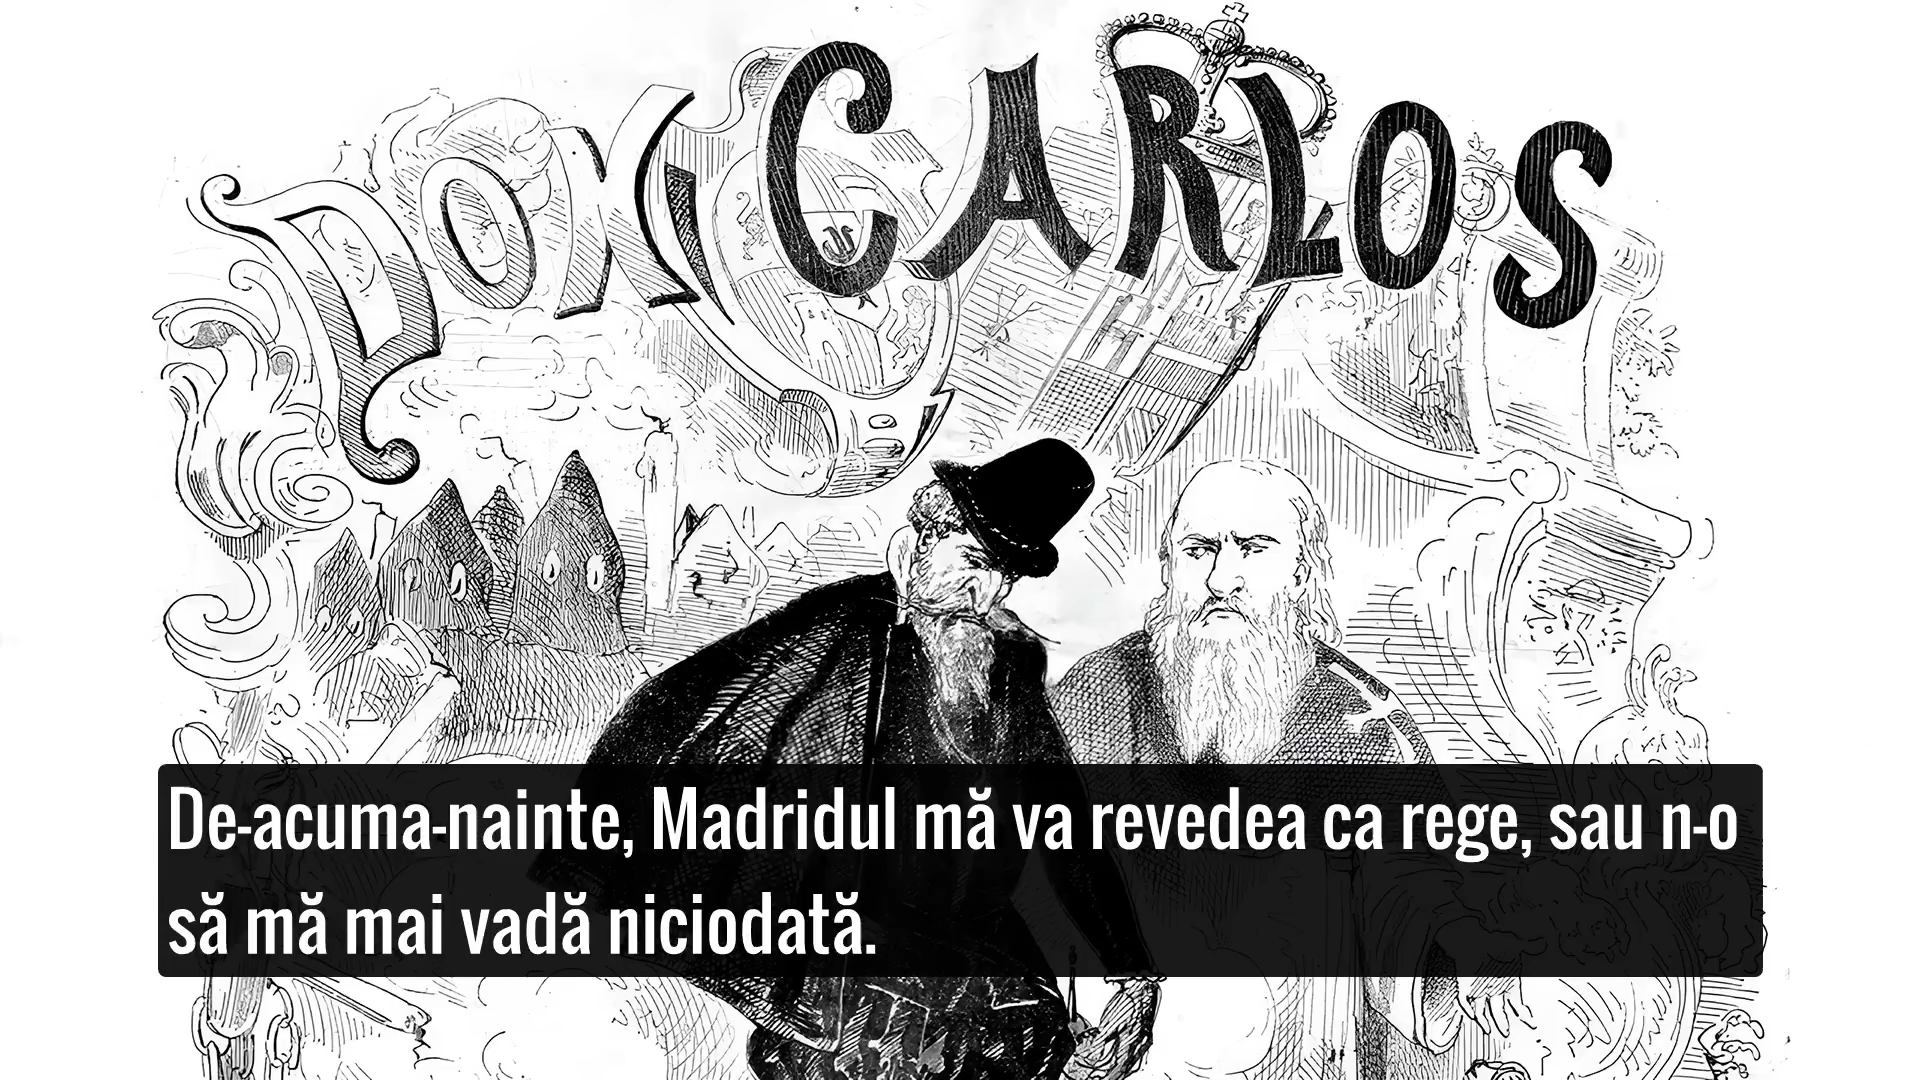 DON CARLOS
De-acuma-nainte, Madridul mă va revedea ca rege, sau n-o
să mă mai vadă niciodată.